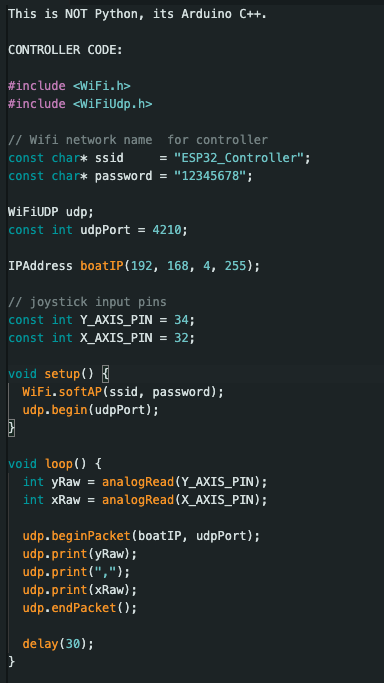 This is NOT Python, its Arduino C++.
CONTROLLER CODE:
#include <WiFi.h>
#include <WiFiUdp.h>
// Wifi network name  for controller
const char* ssid     = "ESP32_Controller";
const char* password = "12345678";
WiFiUDP udp;
const int udpPort = 4210;
IPAddress boatIP(192, 168, 4, 255);
// joystick input pins
const int Y_AXIS_PIN = 34;
const int X_AXIS_PIN = 32;
void setup() {
  WiFi.softAP(ssid, password);
  udp.begin(udpPort);
}
void loop() {
  int yRaw = analogRead(Y_AXIS_PIN);
  int xRaw = analogRead(X_AXIS_PIN);
  udp.beginPacket(boatIP, udpPort);
  udp.print(yRaw);
  udp.print(",");
  udp.print(xRaw);
  udp.endPacket();
  delay(30);
}